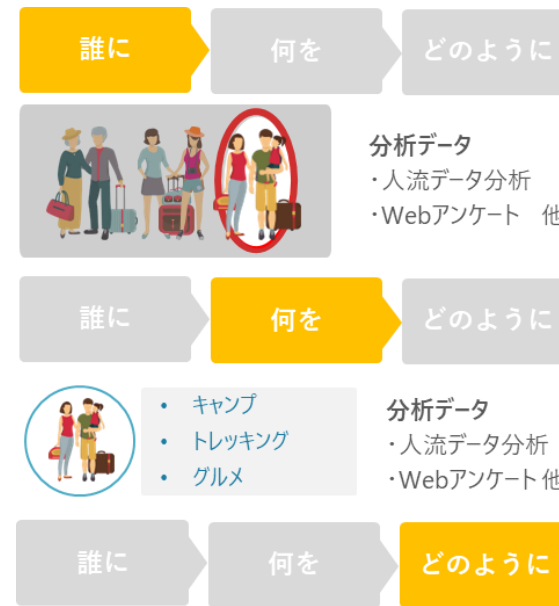 誰に
何を
どのように
分析データ
・人流データ分析
・Webアンケート 他
誰に
何を
どのように
• キャンプ
• トレッキング
• グルメ
分析データ
・人流データ分析
・Webアンケート 他
誰に
何を
どのように